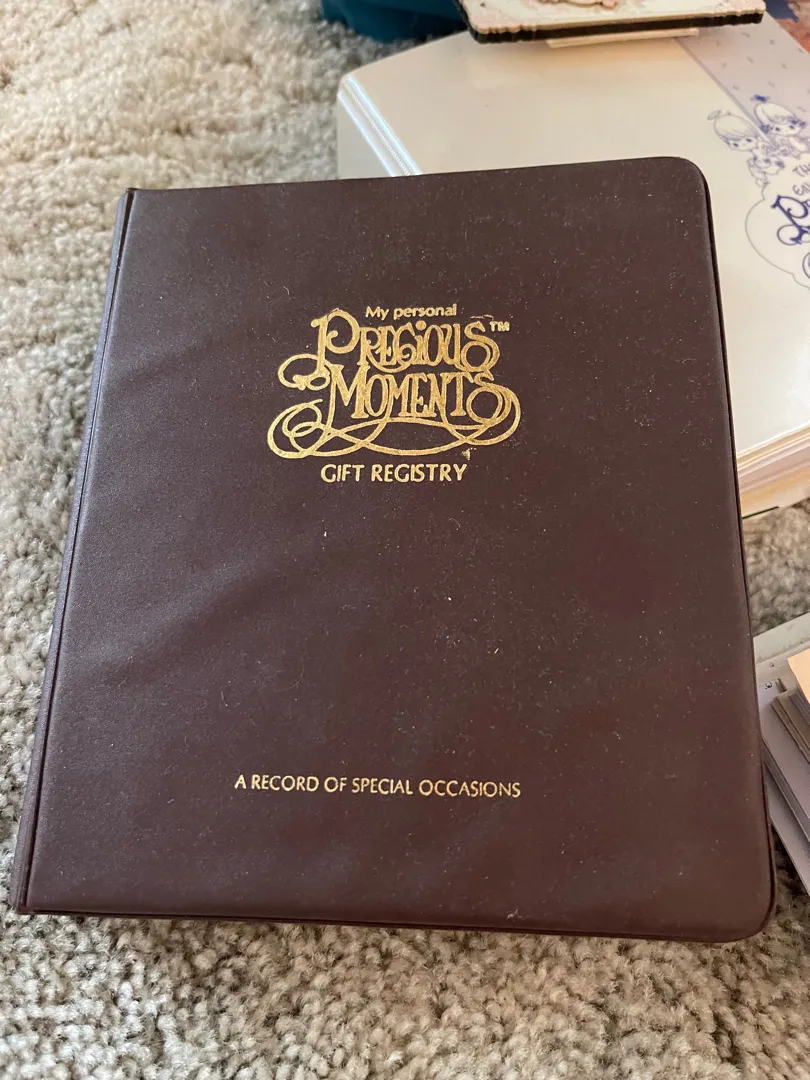 My personal
PRECIOUS™
MOMENTS
GIFT REGISTRY
A RECORD OF SPECIAL OCCASIONS